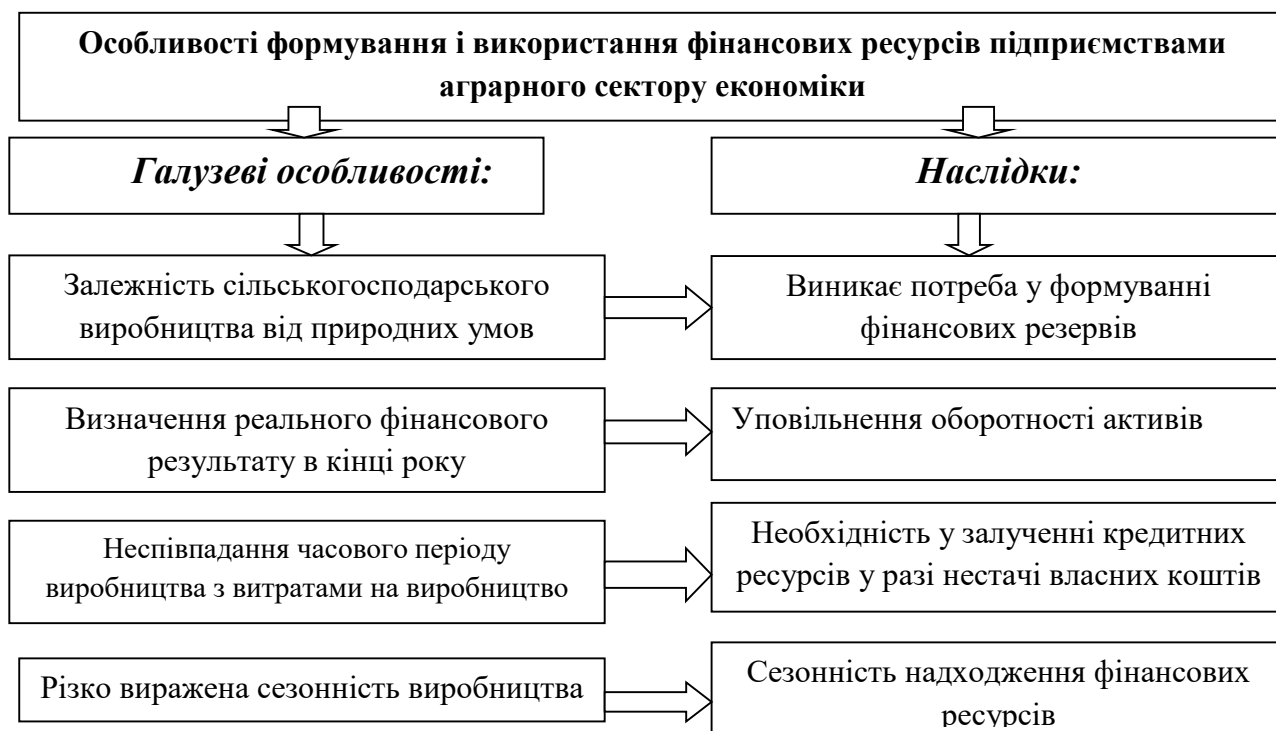 Особливості формування і використання фінансових ресурсів підприємствами
аграрного сектору економіки
Галузеві особливості:
Наслідки:
Залежність сільськогосподарського
виробництва від природних умов
Виникає потреба у формуванні
фінансових резервів
Визначення реального фінансового
результату в кінці року
Уповільнення оборотності активів
Неспівпадання часового періоду
виробництва з витратами на виробництво
Необхідність у залученні кредитних
ресурсів у разі нестачі власних коштів
Різко виражена сезонність виробництва
Сезонність надходження фінансових
ресурсів